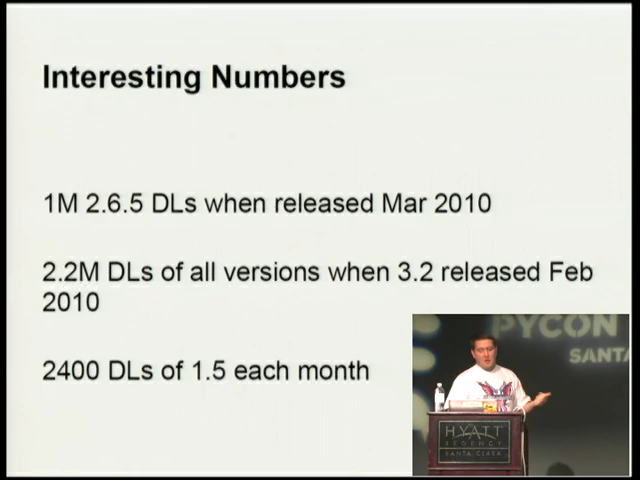 Interesting Numbers
1M 2.6.5 DLs when released Mar 2010
2.2M DLs of all versions when 3.2 released Feb
2010
2400 DLs of 1.5 each month
PYCON
SANTA
HYATT
REGENCY
SANTA CLARA